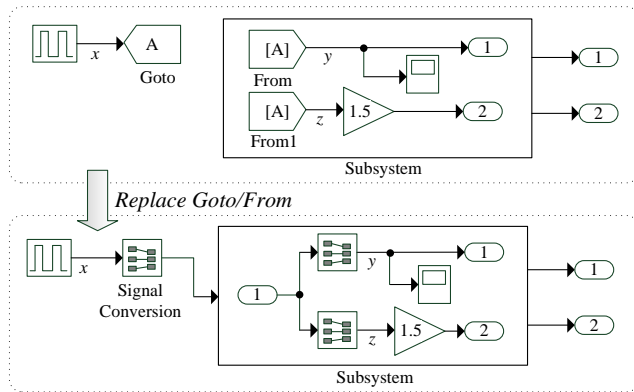 x
A
Goto
[A]
From
y
1
[A]
From1
z
1.5
2
Subsystem
1
2
Replace Goto/From
x
Signal
Conversion
1
y
1
z
1.5
2
Subsystem
1
2